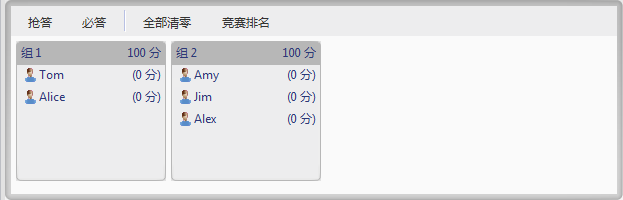 抢答 必答 全部清零 竞赛排名
组 1 100 分
Tom (0 分)
Alice (0 分)
组 2 100 分
Amy (0 分)
Jim (0 分)
Alex (0 分)